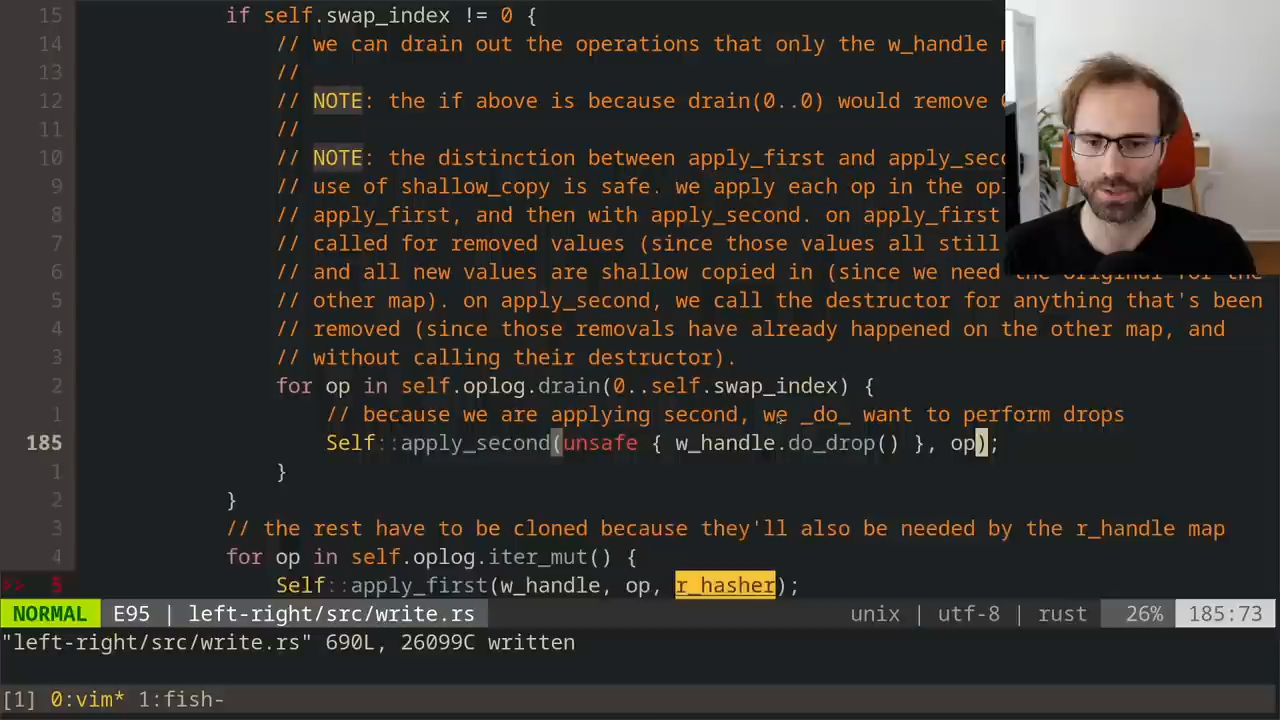 15 if self.swap_index != 0 {
14 // we can drain out the operations that only the w_handle
13 //
12 // NOTE: the if above is because drain(0..0) would remove
11 //
10 // NOTE: the distinction between apply_first and
9 // use of shallow_copy is safe. we apply each op in the
8 // apply_first, and then with apply_second. on apply_first
7 // called for removed values (since those values all still
6 // and all new values are shallow copied in (since we need the original for the
5 // other map). on apply_second, we call the destructor for anything that's been
4 // removed (since those removals have already happened on the other map, and
3 // without calling their destructor).
2 for op in self.oplog.drain(0..self.swap_index) {
1 // because we are applying second, we _do_ want to perform drops
185 Self::apply_second(unsafe { w_handle.do_drop() }, op);
1 }
2 }
3 // the rest have to be cloned because they'll also be needed by the r_handle map
4 for op in self.oplog.iter_mut() {
>> 5 Self::apply_first(w_handle, op, r_hasher);
NORMAL E95 | left-right/src/write.rs unix | utf-8 | rust 26% 185:73
"left-right/src/write.rs" 690L, 26099C written
[1] 0:vim* 1:fish-